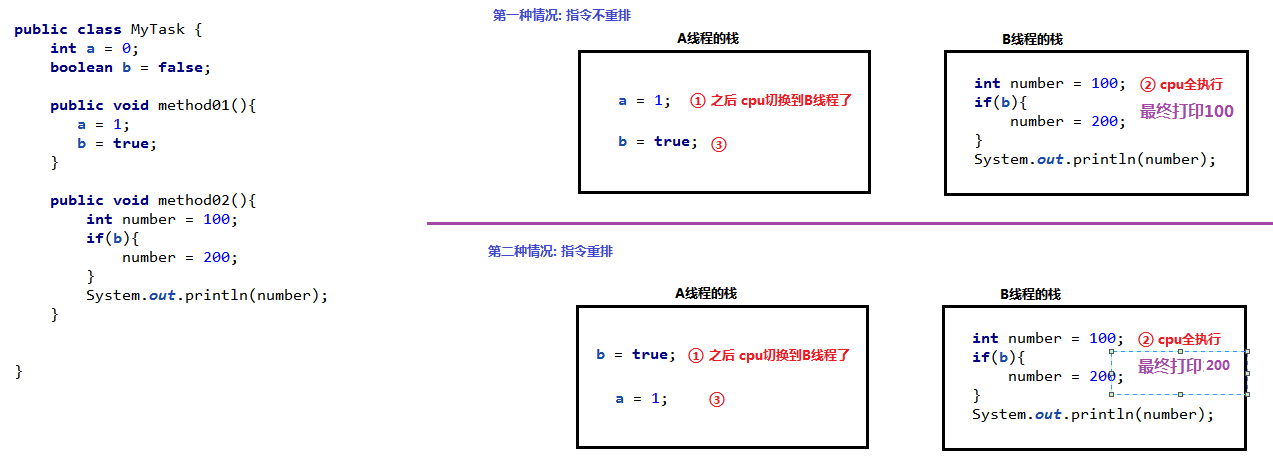 public class MyTask {
int a = 0;
boolean b = false;
public void method01(){
a = 1;
b = true;
}
public void method02(){
int number = 100;
if(b){
number = 200;
}
System.out.println(number);
}
}
第一种情况: 指令不重排
A线程的栈
a = 1; ① 之后 cpu切换到B线程了
b = true; ③
B线程的栈
int number = 100; ② cpu全执行
if(b){ 最终打印100
number = 200;
}
System.out.println(number);
第二种情况: 指令重排
A线程的栈
b = true; ① 之后 cpu切换到B线程了
a = 1; ③
B线程的栈
int number = 100; ② cpu全执行
if(b){ 最终打印200
number = 200;
}
System.out.println(number);